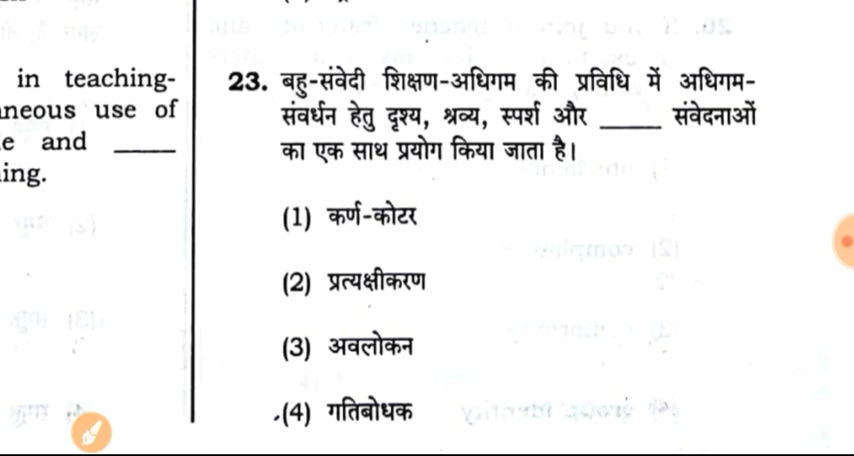 in teaching-
aneous use of
e and _____
ing.
23. बहु-संवेदी शिक्षण-अधिगम की प्रविधि में अधिगम-
संवर्धन हेतु दृश्य, श्रव्य, स्पर्श और _____ संवेदनाओं
का एक साथ प्रयोग किया जाता है।
(1) कर्ण-कोटर
(2) प्रत्यक्षीकरण
(3) अवलोकन
(4) गतिबोधक